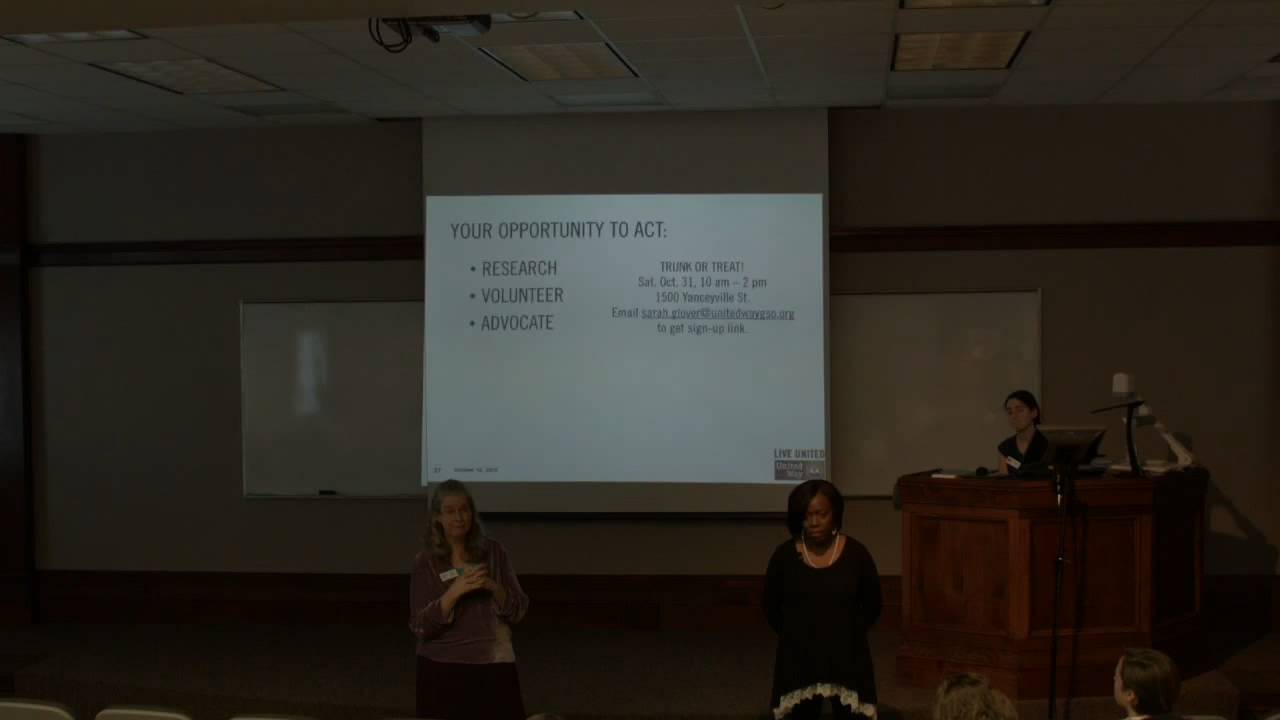 YOUR OPPORTUNITY TO ACT:
• RESEARCH
• VOLUNTEER
• ADVOCATE
TRUNK OR TREAT!
Sat. Oct. 31, 10 am – 2 pm
1500 Yanceyville St.
Email sarah.glover@unitedwaygso.org
to get sign-up link.
LIVE UNITED
United
Way
27